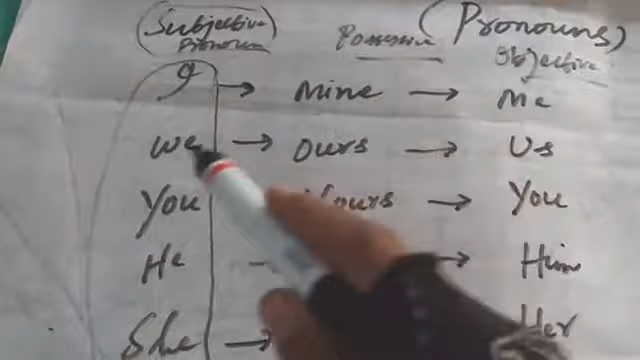 (Pronouns)
(Subjective Possessive Objective
Pronoun)
I → Mine → Me
We → Ours → Us
You → You
He → Him
She → Her